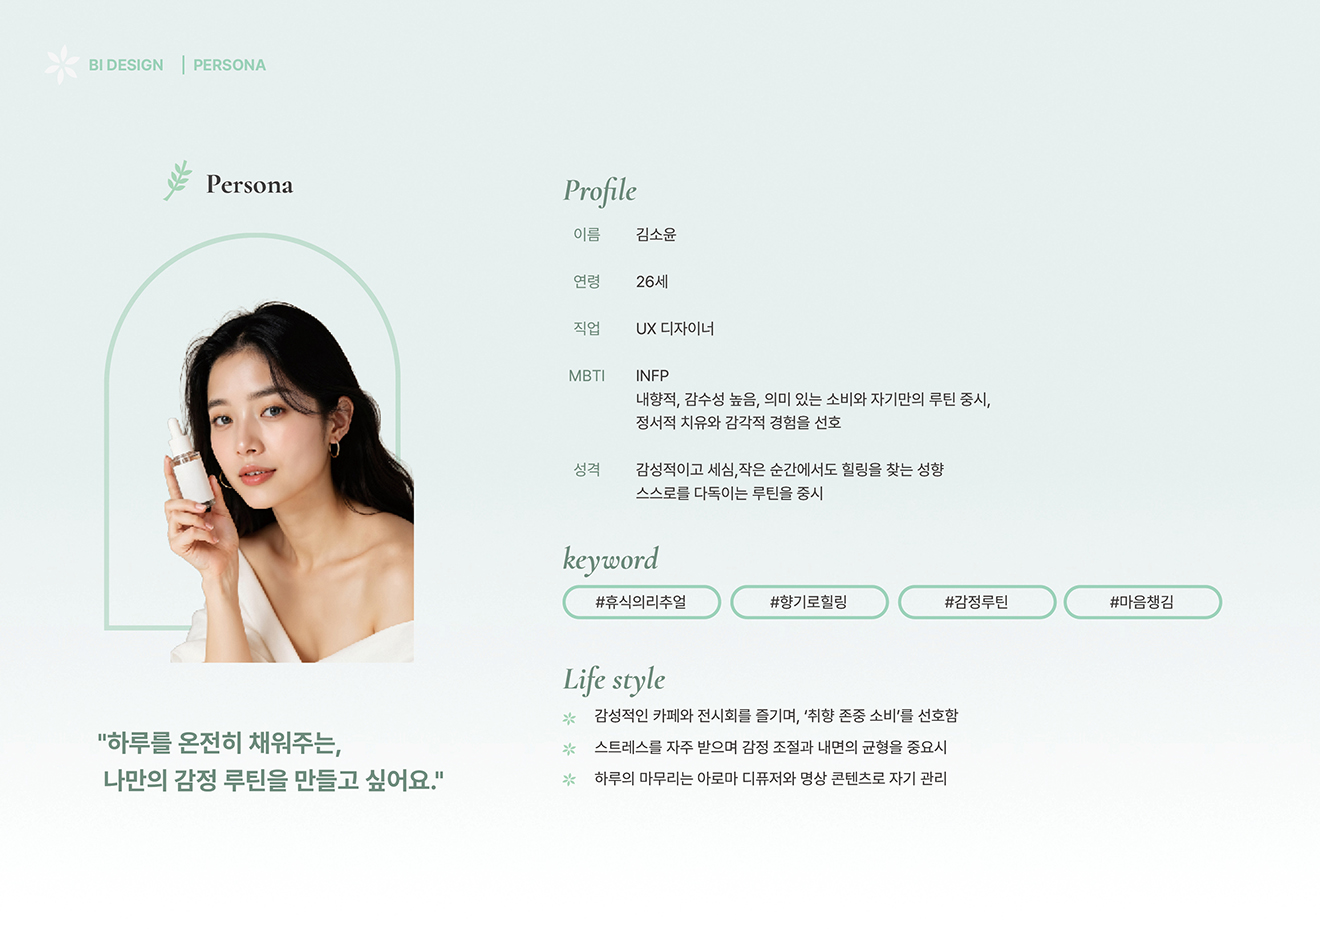 BI DESIGN | PERSONA
Persona
"하루를 온전히 채워주는,
나만의 감정 루틴을 만들고 싶어요."
Profile
이름 김소윤
연령 26세
직업 UX 디자이너
MBTI INFP
내향적, 감수성 높음, 의미 있는 소비와 자기만의 루틴 중시,
정서적 치유와 감각적 경험을 선호
성격 감성적이고 세심,작은 순간에서도 힐링을 찾는 성향
스스로를 다독이는 루틴을 중시
keyword
#휴식의리추얼 #향기로힐링 #감정루틴 #마음챙김
Life style
감성적인 카페와 전시회를 즐기며, ‘취향 존중 소비’를 선호함
스트레스를 자주 받으며 감정 조절과 내면의 균형을 중요시
하루의 마무리는 아로마 디퓨저와 명상 콘텐츠로 자기 관리